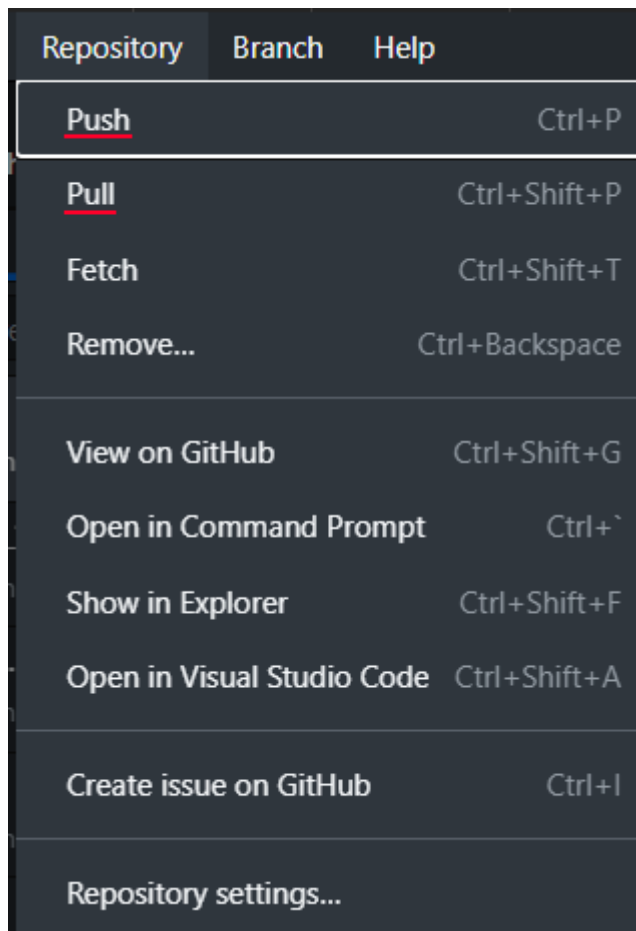 Repository Branch Help
Push Ctrl+P
Pull Ctrl+Shift+P
Fetch Ctrl+Shift+T
Remove... Ctrl+Backspace
View on GitHub Ctrl+Shift+G
Open in Command Prompt Ctrl+`
Show in Explorer Ctrl+Shift+F
Open in Visual Studio Code Ctrl+Shift+A
Create issue on GitHub Ctrl+I
Repository settings...